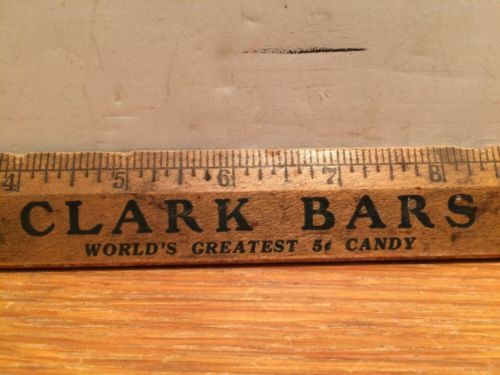 4 5 6 7 8
CLARK BARS
WORLD'S GREATEST 5¢ CANDY